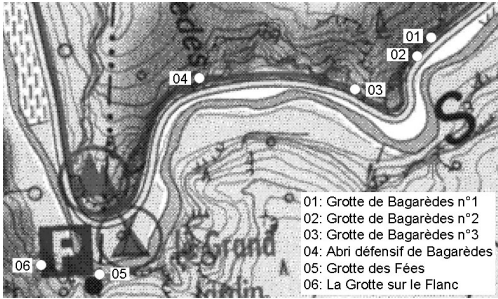 edes
01
02
04
03
S
P
Le Grand
Jardin
06
05
01: Grotte de Bagarèdes n°1
02: Grotte de Bagarèdes n°2
03: Grotte de Bagarèdes n°3
04: Abri défensif de Bagarèdes
05: Grotte des Fées
06: La Grotte sur le Flanc